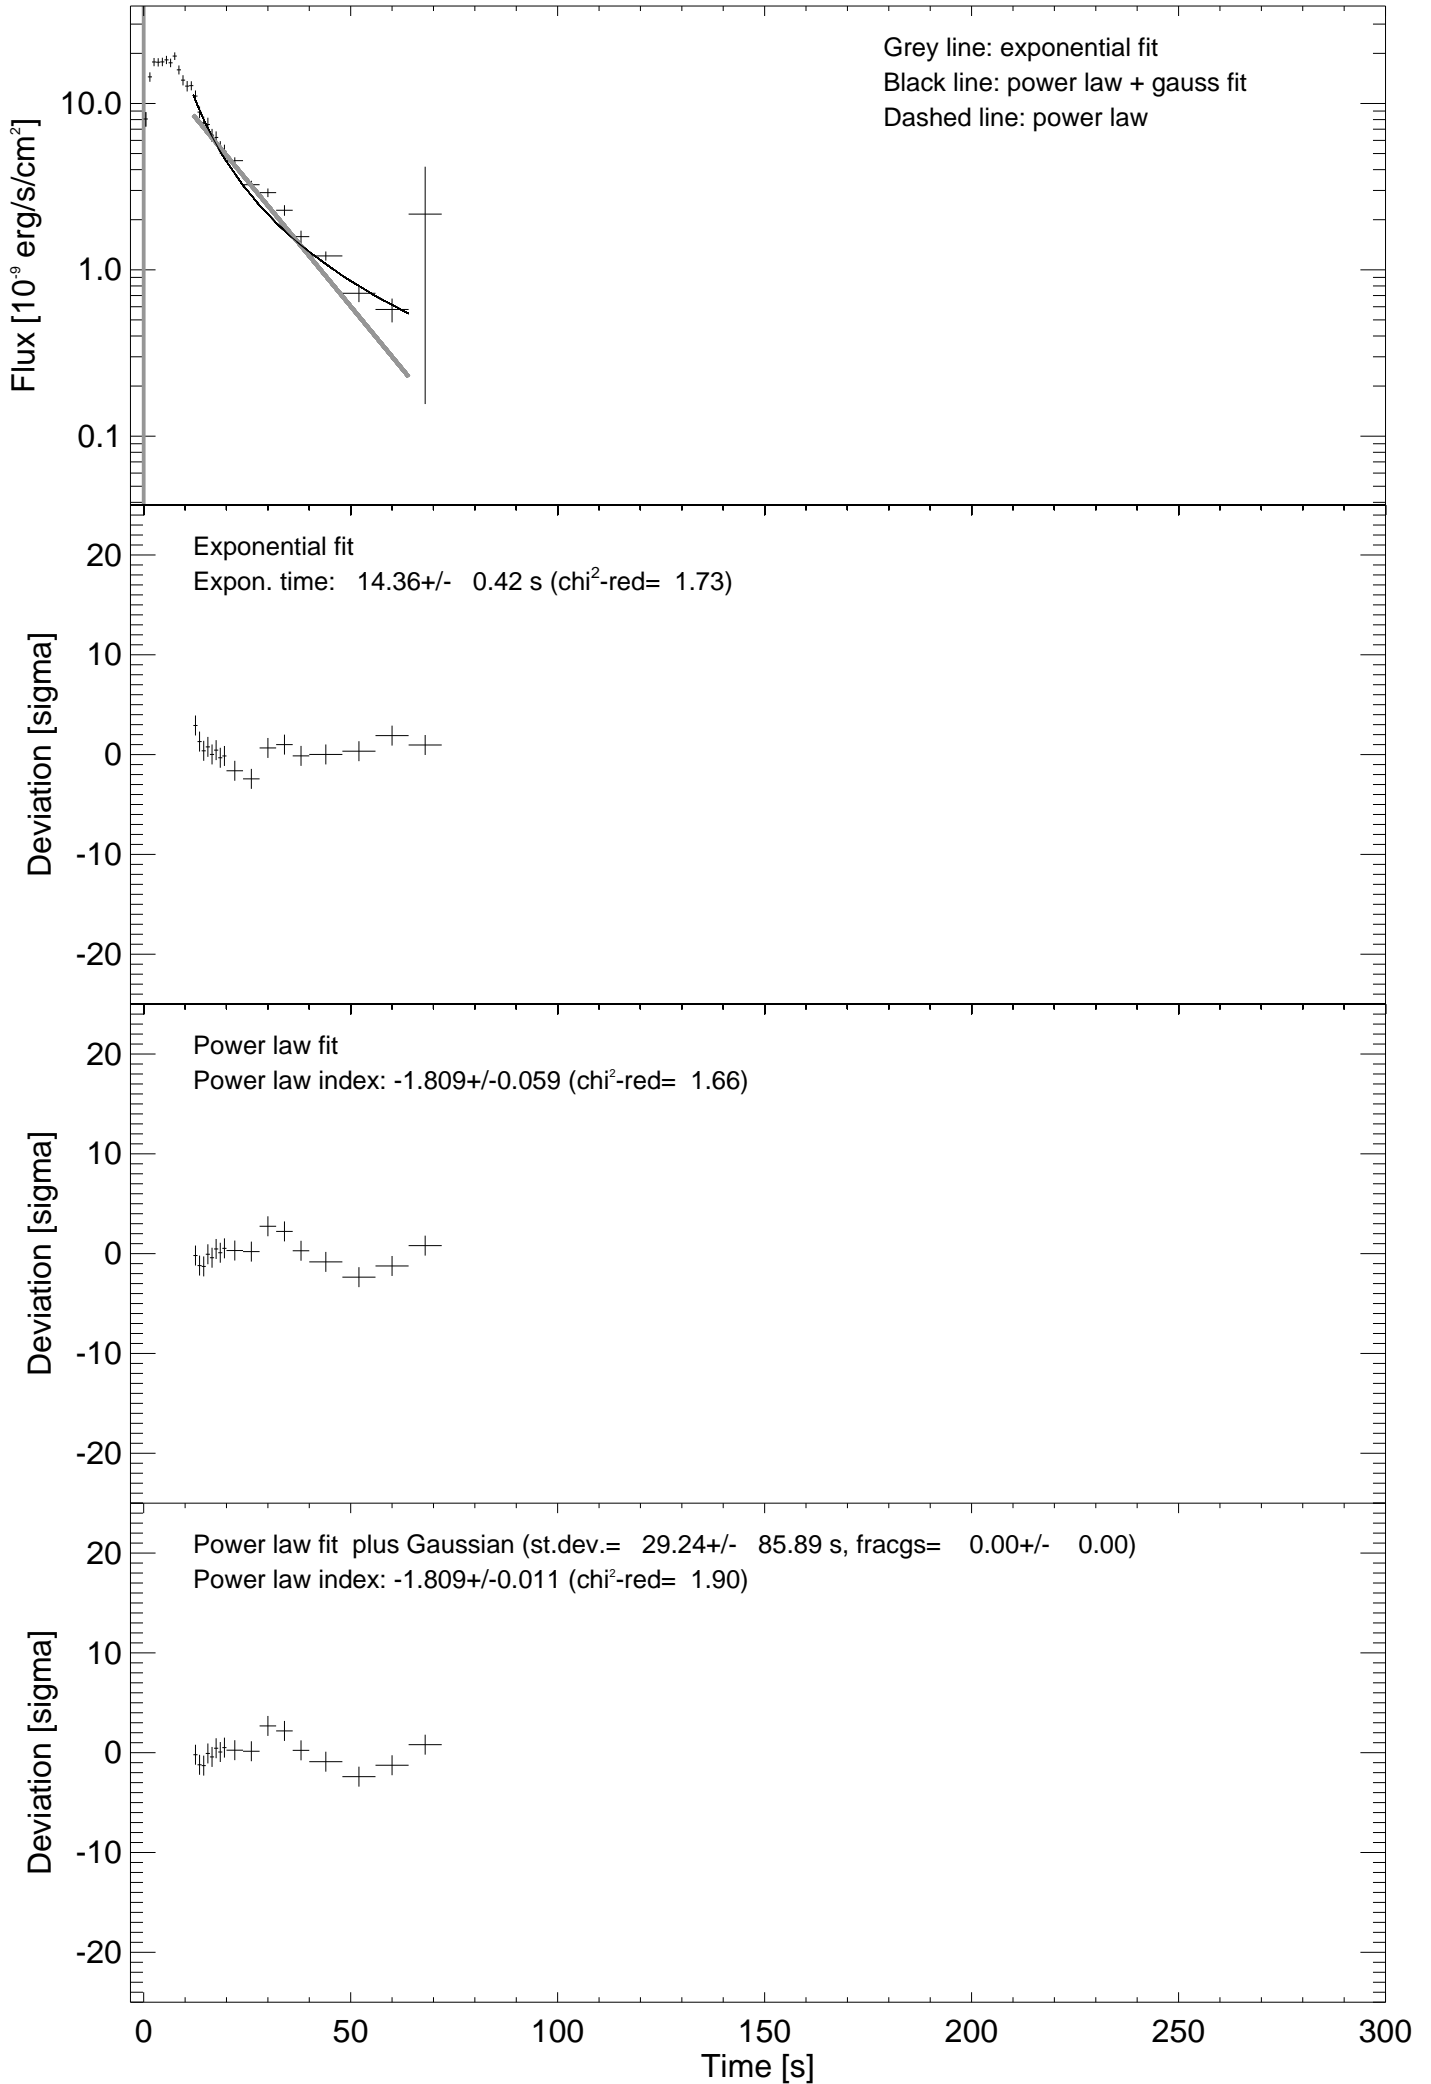 Grey line: exponential fit
Black line: power law + gauss fit
Dashed line: power law
10.0
1.0
0.1
Flux [10⁻⁹ erg/s/cm²]
Exponential fit
Expon. time:   14.36+/-   0.42 s (chi²-red=  1.73)
20
10
0
-10
-20
Deviation [sigma]
Power law fit
Power law index: -1.809+/-0.059 (chi²-red=  1.66)
20
10
0
-10
-20
Deviation [sigma]
Power law fit  plus Gaussian (st.dev.=   29.24+/-   85.89 s, fracgs=    0.00+/-    0.00)
Power law index: -1.809+/-0.011 (chi²-red=  1.90)
20
10
0
-10
-20
Deviation [sigma]
0 50 100 150 200 250 300
Time [s]